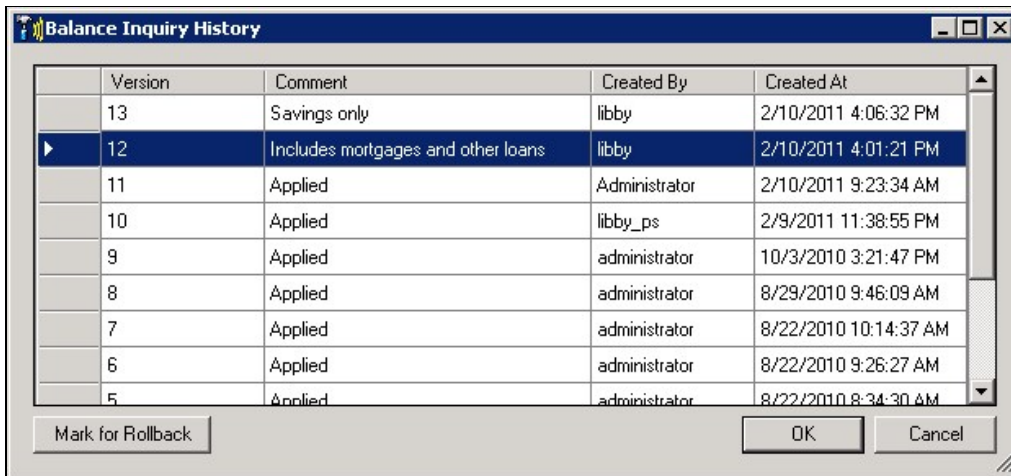 Balance Inquiry History
Version Comment Created By Created At
13 Savings only libby 2/10/2011 4:06:32 PM
12 Includes mortgages and other loans libby 2/10/2011 4:01:21 PM
11 Applied Administrator 2/10/2011 9:23:34 AM
10 Applied libby_ps 2/9/2011 11:38:55 PM
9 Applied administrator 10/3/2010 3:21:47 PM
8 Applied administrator 8/29/2010 9:46:09 AM
7 Applied administrator 8/22/2010 10:14:37 AM
6 Applied administrator 8/22/2010 9:26:27 AM
5 Applied administrator 8/22/2010 8:34:30 AM
Mark for Rollback OK Cancel